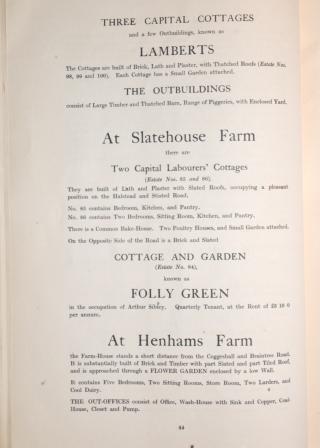 THREE CAPITAL COTTAGES
and a few Outbuildings, known as
LAMBERTS
The Cottages are built of Brick, Lath and Plaster, with Thatched Roofs (Estate Nos.
98, 99 and 100). Each Cottage has a Small Garden attached.
THE OUTBUILDINGS
consist of Large Timber and Thatched Barn, Range of Piggeries, with Enclosed Yard.
At Slatehouse Farm
there are
Two Capital Labourers' Cottages
(Estate Nos. 85 and 86).
They are built of Lath and Plaster with Slated Roofs, occupying a pleasant
position on the Halstead and Stisted Road.
No. 85 contains Bedroom, Kitchen, and Pantry.
No. 86 contains Two Bedrooms, Sitting Room, Kitchen, and Pantry.
There is a Common Bake-House. Two Poultry Houses, and Small Garden attached.
On the Opposite Side of the Road is a Brick and Slated
COTTAGE AND GARDEN
(Estate No. 84),
known as
FOLLY GREEN
in the occupation of Arthur Sibley, Quarterly Tenant, at the Rent of £3 10 0
per annum.
At Henhams Farm
the Farm-House stands a short distance from the Coggeshall and Braintree Road.
It is substantially built of Brick and Timber with part Slated and part Tiled Roof,
and is approached through a FLOWER GARDEN enclosed by a low Wall.
It contains Five Bedrooms, Two Sitting Rooms, Store Room, Two Larders, and
Cool Dairy.
THE OUT-OFFICES consist of Office, Wash-House with Sink and Copper, Coal
House, Closet and Pump.
44